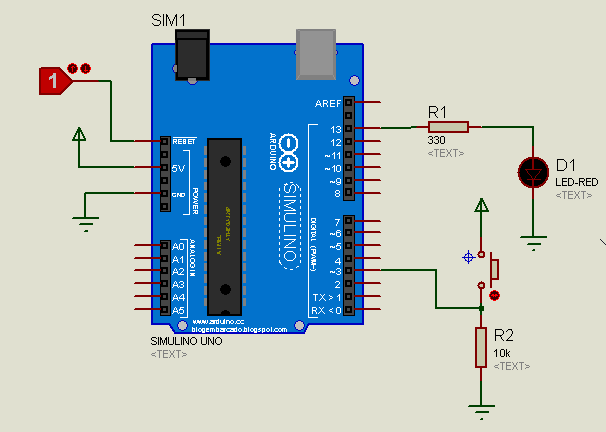 SIM1
1
RESET
5V
GND
POWER
A0
A1
A2
A3
A4
A5
ANALOG IN
ARDUINO
SIMULINO
AREF
13
12
~11
~10
~9
8
7
~6
~5
4
~3
2
TX>1
RX<0
DIGITAL (PWM~)
www.arduino.cc
blogembarcado.blogspot.com
SIMULINO UNO
<TEXT>
R1
330
<TEXT>
D1
LED-RED
<TEXT>
R2
10k
<TEXT>